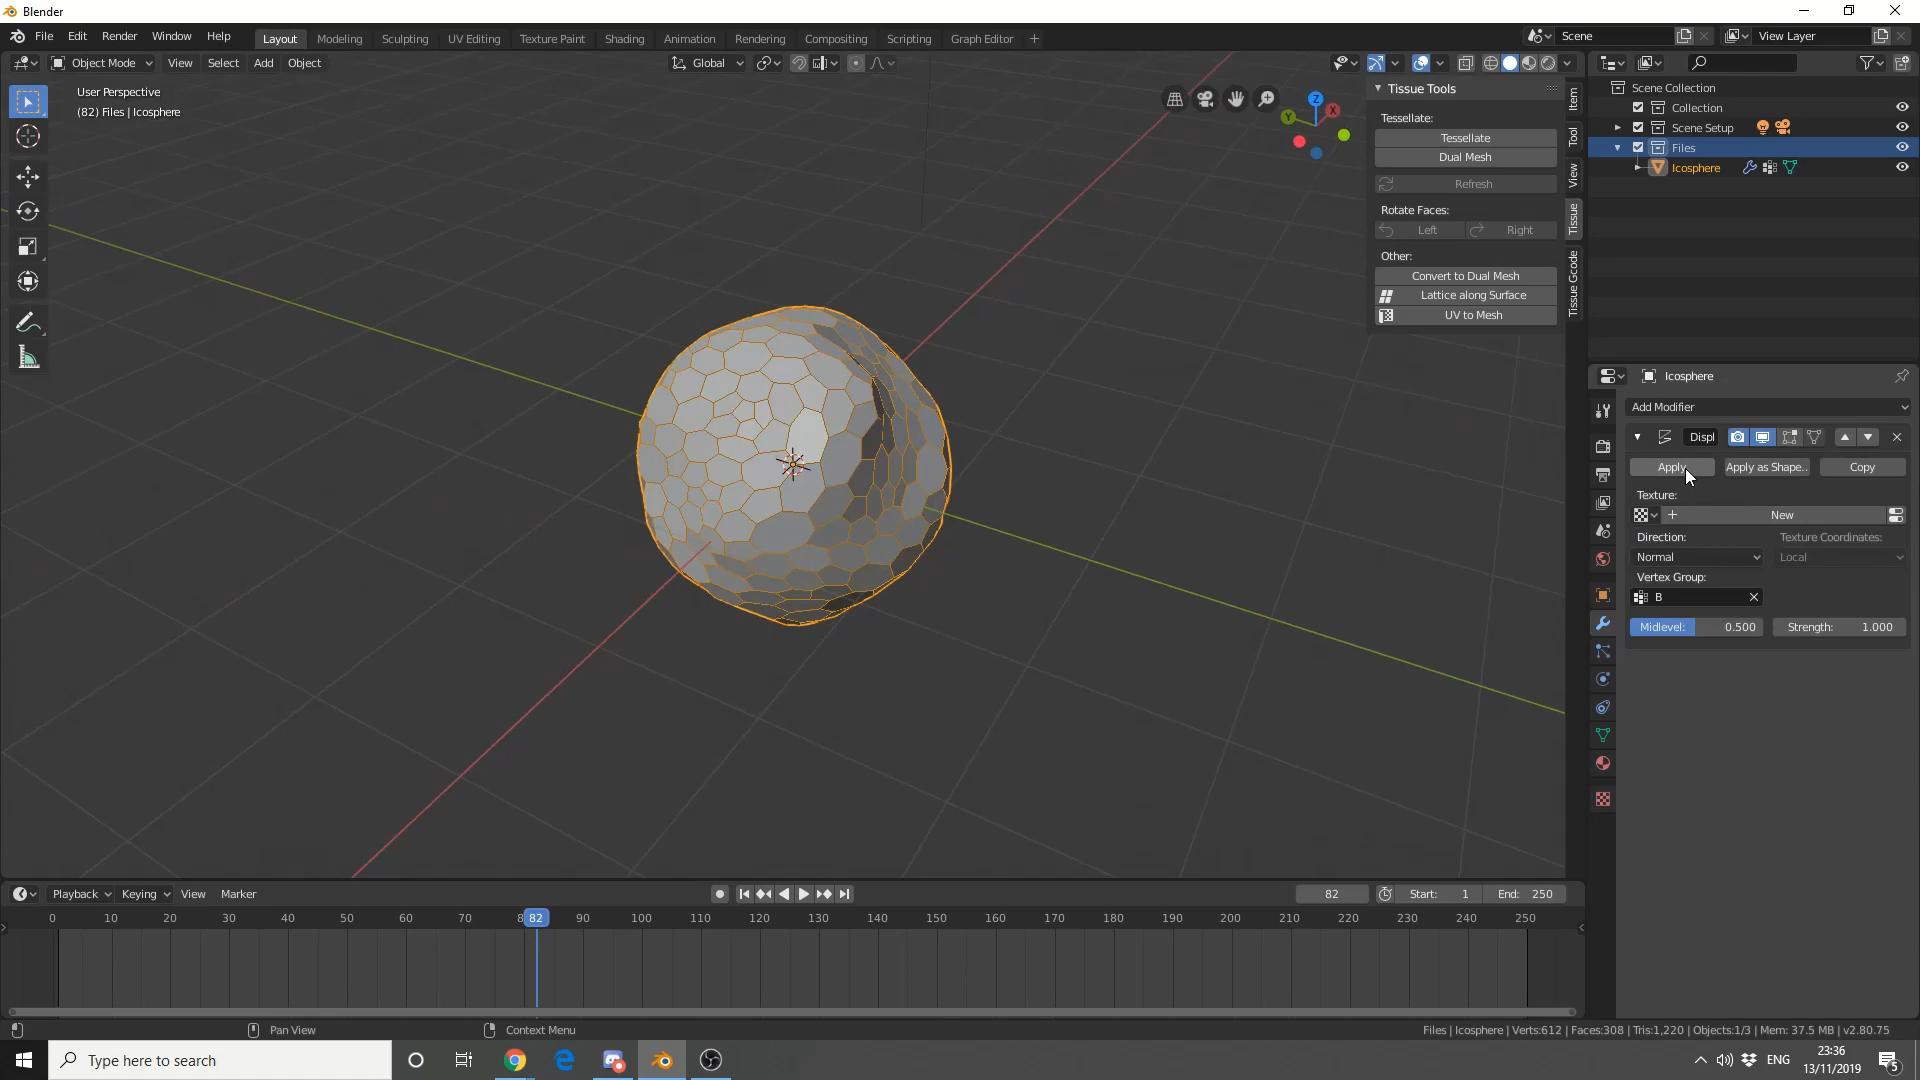 Blender
File Edit Render Window Help
Layout Modeling Sculpting UV Editing Texture Paint Shading Animation Rendering Compositing Scripting Graph Editor +
Scene
View Layer
Object Mode View Select Add Object
Global
User Perspective
(82) Files | Icosphere
Z
X
Y
Tissue Tools
Tessellate:
Tessellate
Dual Mesh
Refresh
Rotate Faces:
Left Right
Other:
Convert to Dual Mesh
Lattice along Surface
UV to Mesh
Item
Tool
View
Tissue
Tissue Gcode
Scene Collection
Collection
Scene Setup
Files
Icosphere
Icosphere
Add Modifier
Displ
Apply Apply as Shape.. Copy
Texture:
New
Direction: Texture Coordinates:
Normal Local
Vertex Group:
B
Midlevel: 0.500 Strength: 1.000
Playback Keying View Marker
82 Start: 1 End: 250
0 10 20 30 40 50 60 70 8 82 90 100 110 120 130 140 150 160 170 180 190 200 210 220 230 240 250
Pan View
Context Menu
Files | Icosphere | Verts:612 | Faces:308 | Tris:1,220 | Objects:1/3 | Mem: 37.5 MB | v2.80.75
Type here to search
ENG
23:36
13/11/2019
5